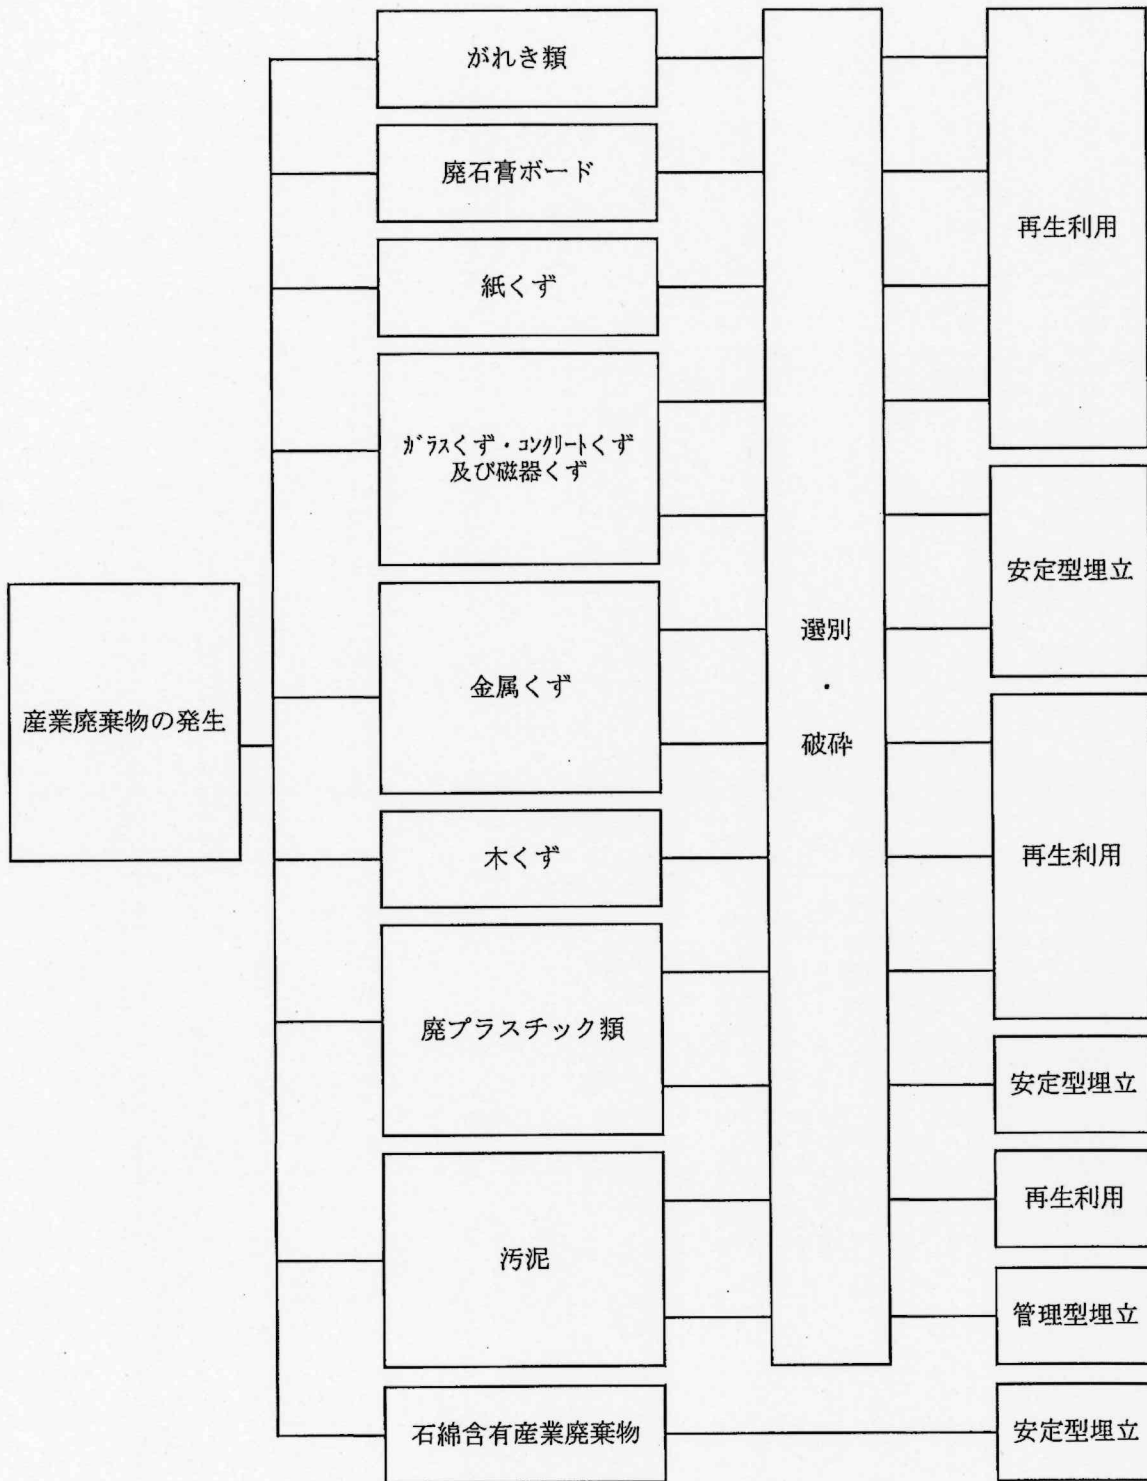 産業廃棄物の発生
がれき類
廃石膏ボード
紙くず
ガラスくず・コンクリートくず
及び磁器くず
金属くず
木くず
廃プラスチック類
汚泥
石綿含有産業廃棄物
選別
・
破砕
再生利用
安定型埋立
再生利用
安定型埋立
再生利用
管理型埋立
安定型埋立